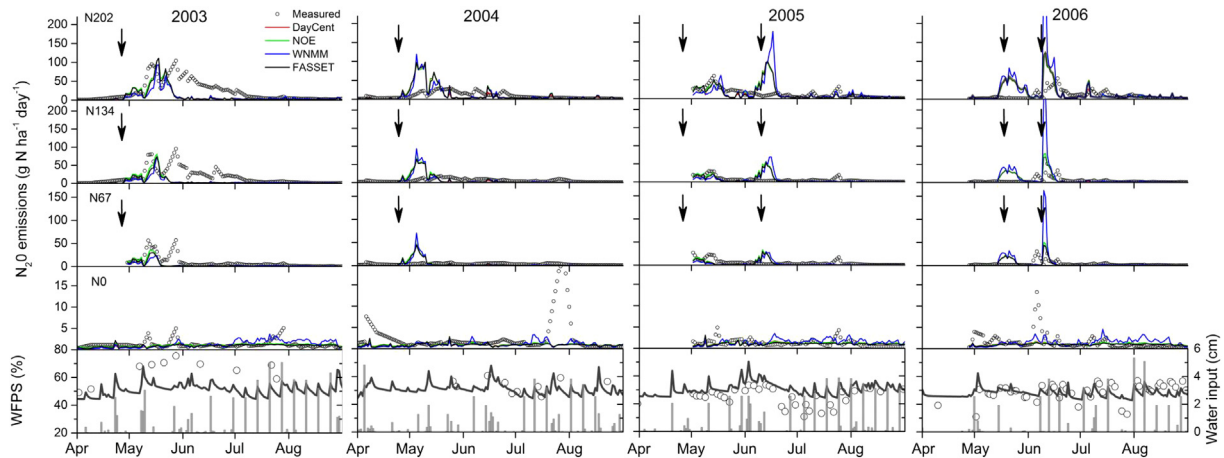 2003
2004
2005
2006
N202
Measured
DayCent
NOE
WNMM
FASSET
200
150
100
50
0
N134
200
150
100
50
0
N67
150
100
50
0
N0
15
10
5
80
N₂0 emissions (g N ha⁻¹ day⁻¹)
60
40
20
WFPS (%)
6
4
2
0
Water input (cm)
Apr May Jun Jul Aug
Apr May Jun Jul Aug
Apr May Jun Jul Aug
Apr May Jun Jul Aug